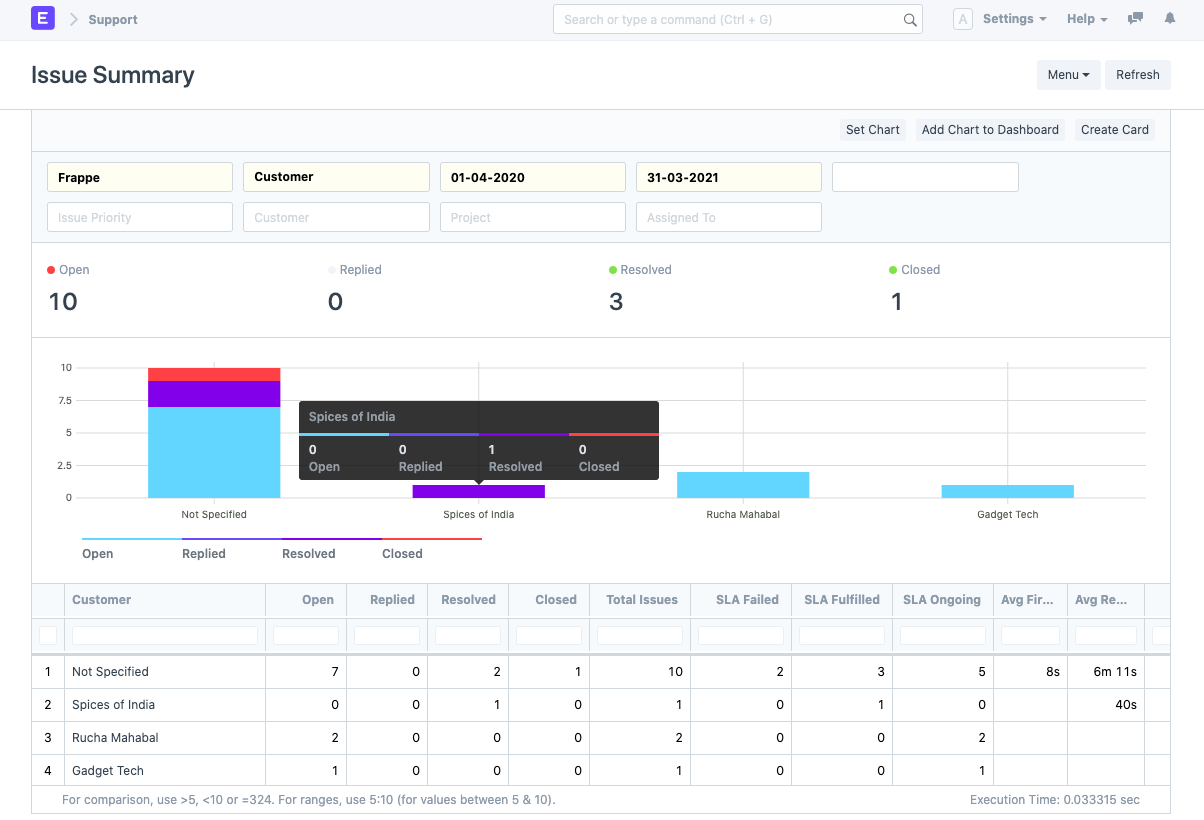 E Support Search or type a command (Ctrl + G) A Settings Help
Issue Summary Menu Refresh
Set Chart Add Chart to Dashboard Create Card
Frappe Customer 01-04-2020 31-03-2021
Issue Priority Customer Project Assigned To
Open Replied Resolved Closed
10 0 3 1
10
7.5
5
2.5
0
Spices of India
0 0 1 0
Open Replied Resolved Closed
Not Specified Spices of India Rucha Mahabal Gadget Tech
Open Replied Resolved Closed
Customer Open Replied Resolved Closed Total Issues SLA Failed SLA Fulfilled SLA Ongoing Avg Fir... Avg Re...
1 Not Specified 7 0 2 1 10 2 3 5 8s 6m 11s
2 Spices of India 0 0 1 0 1 0 1 0 40s
3 Rucha Mahabal 2 0 0 0 2 0 0 2
4 Gadget Tech 1 0 0 0 1 0 0 1
For comparison, use >5, <10 or =324. For ranges, use 5:10 (for values between 5 & 10). Execution Time: 0.033315 sec